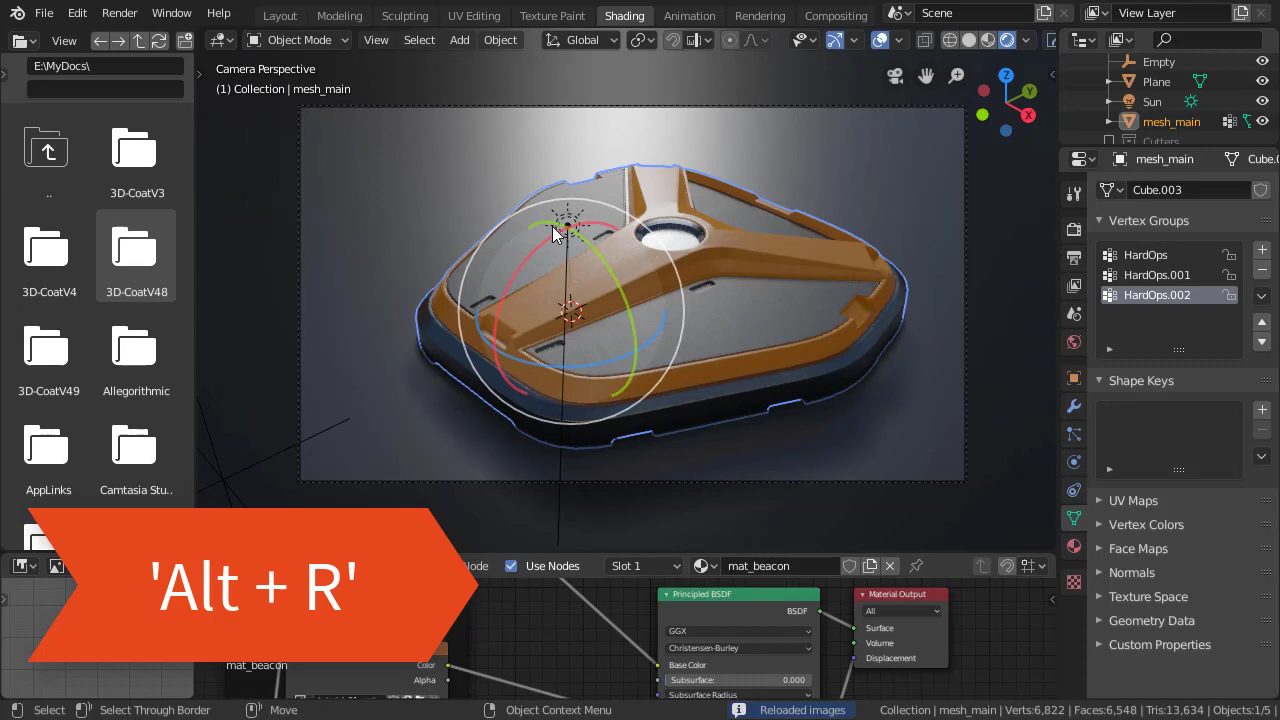 File Edit Render Window Help
Layout Modeling Sculpting UV Editing Texture Paint Shading Animation Rendering Compositing
Scene
View Layer
View
Object Mode View Select Add Object
Global
E:\MyDocs\
Camera Perspective
(1) Collection | mesh_main
Z
Y
X
..
3D-CoatV3
3D-CoatV4
3D-CoatV48
3D-CoatV49
Allegorithmic
AppLinks
Camtasia Stu..
Empty
Plane
Sun
mesh_main
Cutters
mesh_main
Cube.0
Cube.003
Vertex Groups
HardOps
HardOps.001
HardOps.002
Shape Keys
UV Maps
Vertex Colors
Face Maps
Normals
Texture Space
Geometry Data
Custom Properties
'Alt + R'
Node Use Nodes Slot 1 mat_beacon
mat_beacon
Color
Alpha
Principled BSDF
BSDF
GGX
Christensen-Burley
Base Color
Subsurface: 0.000
Subsurface Radius
Material Output
All
Surface
Volume
Displacement
Select Select Through Border Move Object Context Menu Reloaded images Collection | mesh_main | Verts:6,822 | Faces:6,548 | Tris:13,634 | Objects:1/5 |